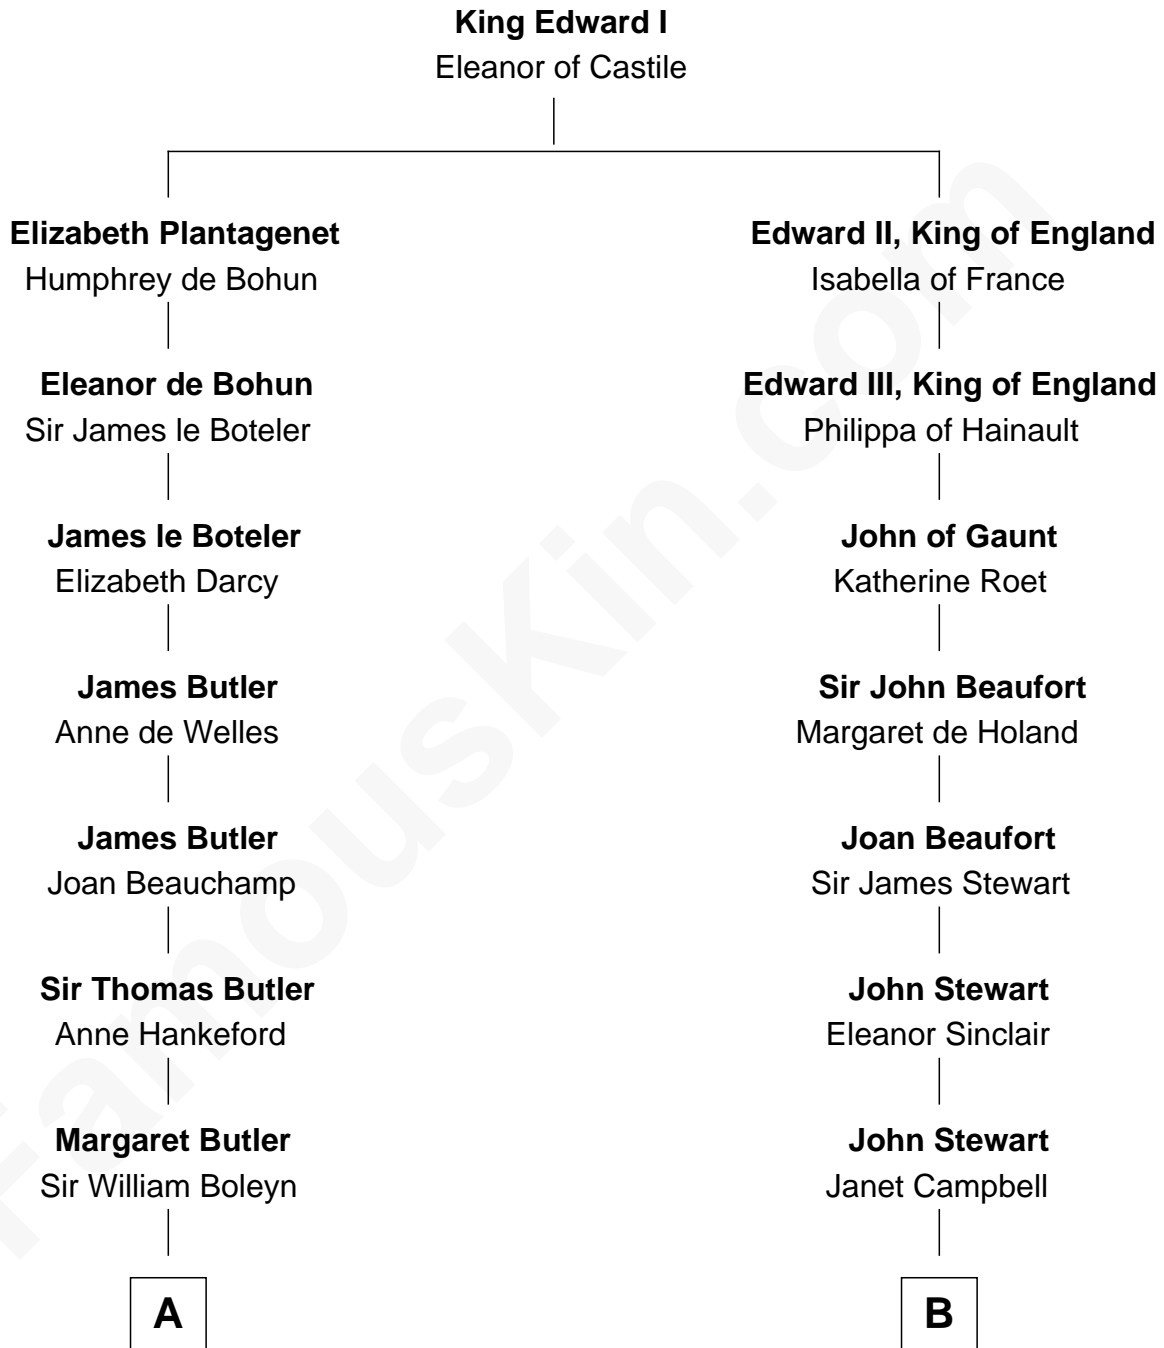 King Edward I
Eleanor of Castile
Elizabeth Plantagenet
Humphrey de Bohun
Edward II, King of England
Isabella of France
Eleanor de Bohun
Sir James le Boteler
Edward III, King of England
Philippa of Hainault
James le Boteler
Elizabeth Darcy
John of Gaunt
Katherine Roet
James Butler
Anne de Welles
Sir John Beaufort
Margaret de Holand
James Butler
Joan Beauchamp
Joan Beaufort
Sir James Stewart
Sir Thomas Butler
Anne Hankeford
John Stewart
Eleanor Sinclair
Margaret Butler
Sir William Boleyn
John Stewart
Janet Campbell
A
B
FamousKin.com